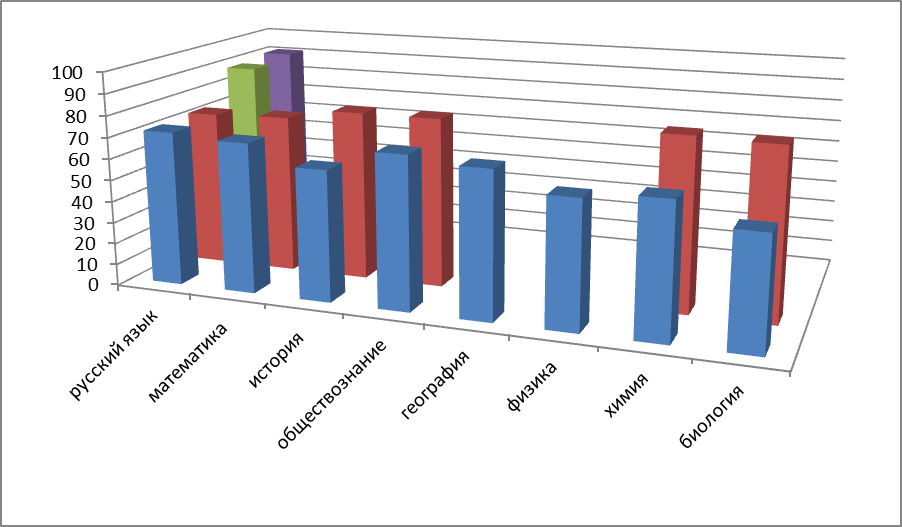 100
90
80
70
60
50
40
30
20
10
0
русский язык
математика
история
обществознание
география
физика
химия
биология